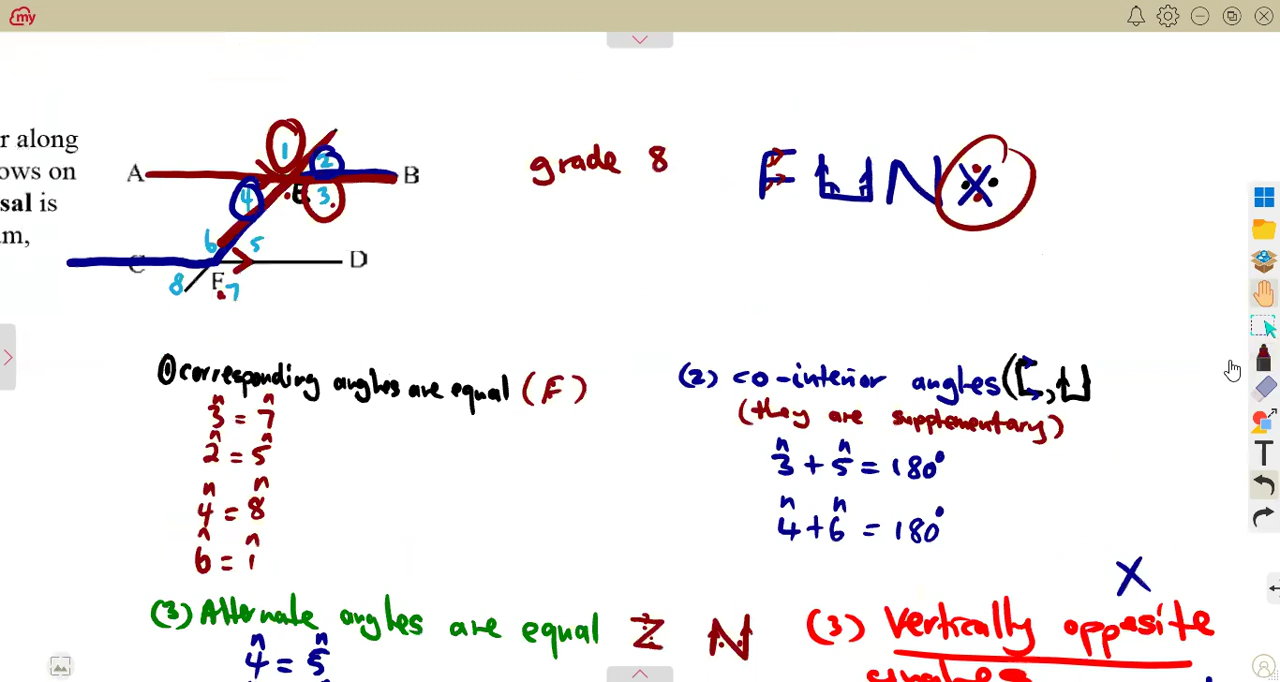 my
r along
ows on
sal is
m,
A
B
C
D
E
F
1
2
3
4
5
6
7
8
grade 8
F U N X
① corresponding angles are equal (F)
3̂ = 7̂
2̂ = 5̂
4̂ = 8̂
6̂ = 1̂
(2) co-interior angles ([, U
(they are supplementary)
3̂ + 5̂ = 180°
4̂ + 6̂ = 180°
(3) Alternate angles are equal Z N
4̂ = 5̂
X
(3) Vertically opposite
angles